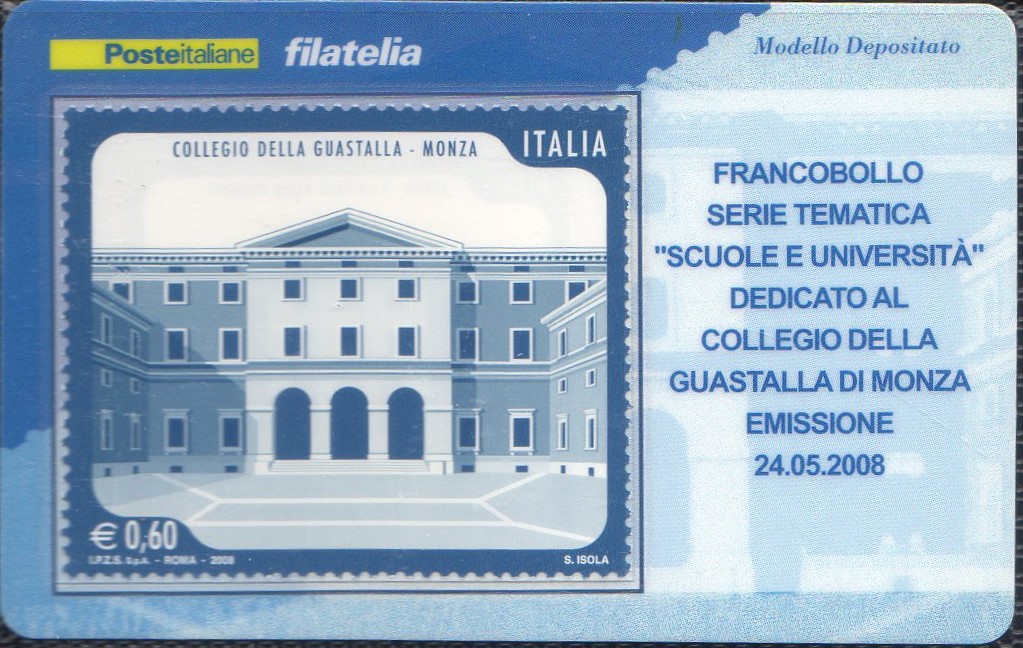 Posteitaliane filatelia
Modello Depositato
COLLEGIO DELLA GUASTALLA - MONZA
ITALIA
€ 0,60
I.P.Z.S. S.p.A. - ROMA - 2008
S. ISOLA
FRANCOBOLLO
SERIE TEMATICA
"SCUOLE E UNIVERSITÀ"
DEDICATO AL
COLLEGIO DELLA
GUASTALLA DI MONZA
EMISSIONE
24.05.2008